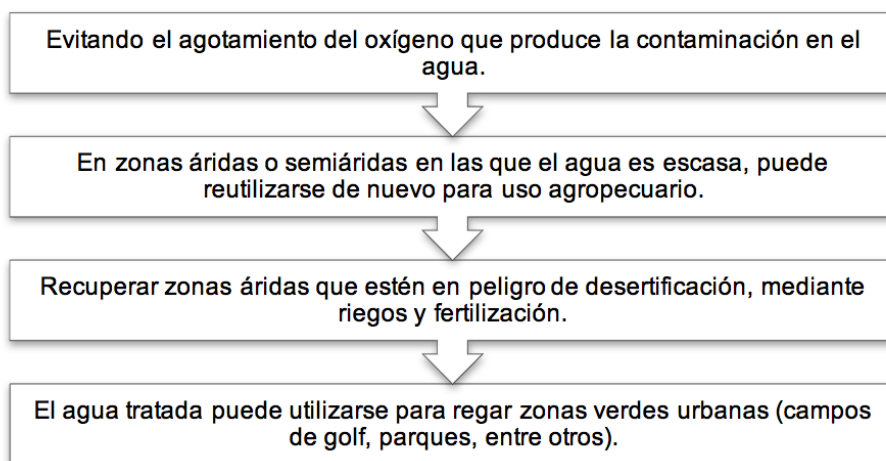 Evitando el agotamiento del oxígeno que produce la contaminación en el
agua.
En zonas áridas o semiáridas en las que el agua es escasa, puede
reutilizarse de nuevo para uso agropecuario.
Recuperar zonas áridas que estén en peligro de desertificación, mediante
riegos y fertilización.
El agua tratada puede utilizarse para regar zonas verdes urbanas (campos
de golf, parques, entre otros).